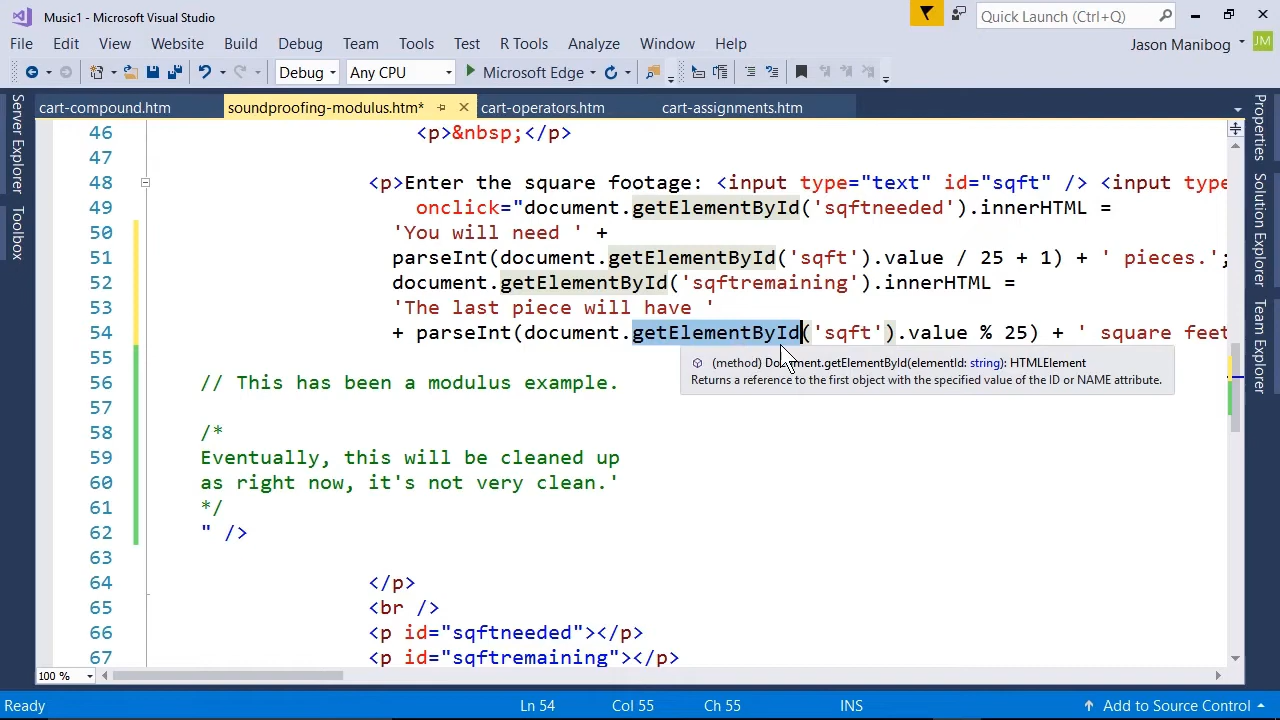 Music1 - Microsoft Visual Studio
Quick Launch (Ctrl+Q)
File Edit View Website Build Debug Team Tools Test R Tools Analyze Window Help
Jason Manibog JM
Debug Any CPU Microsoft Edge
cart-compound.htm soundproofing-modulus.htm* cart-operators.htm cart-assignments.htm
Server Explorer
Toolbox
46 <p>&nbsp;</p>
47
48 <p>Enter the square footage: <input type="text" id="sqft" /> <input type
49 onclick="document.getElementById('sqftneeded').innerHTML =
50 'You will need ' +
51 parseInt(document.getElementById('sqft').value / 25 + 1) + ' pieces.';
52 document.getElementById('sqftremaining').innerHTML =
53 'The last piece will have '
54 + parseInt(document.getElementById('sqft').value % 25) + ' square feet
(method) Document.getElementById(elementId: string): HTMLElement
Returns a reference to the first object with the specified value of the ID or NAME attribute.
55
56 // This has been a modulus example.
57
58 /*
59 Eventually, this will be cleaned up
60 as right now, it's not very clean.'
61 */
62 " />
63
64 </p>
65 <br />
66 <p id="sqftneeded"></p>
67 <p id="sqftremaining"></p>
Properties
Solution Explorer
Team Explorer
100 %
Ready Ln 54 Col 55 Ch 55 INS Add to Source Control